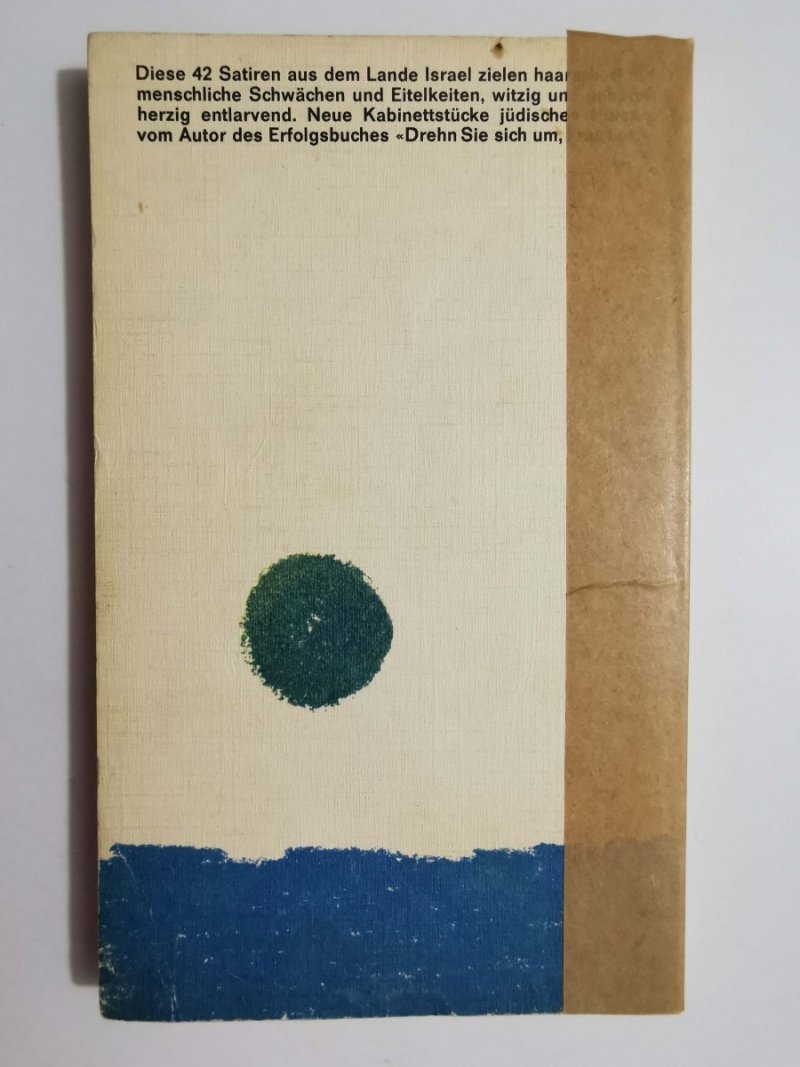 Diese 42 Satiren aus dem Lande Israel zielen haar
menschliche Schwächen und Eitelkeiten, witzig un
herzig entlarvend. Neue Kabinettstücke jüdische
vom Autor des Erfolgsbuches «Drehn Sie sich um,